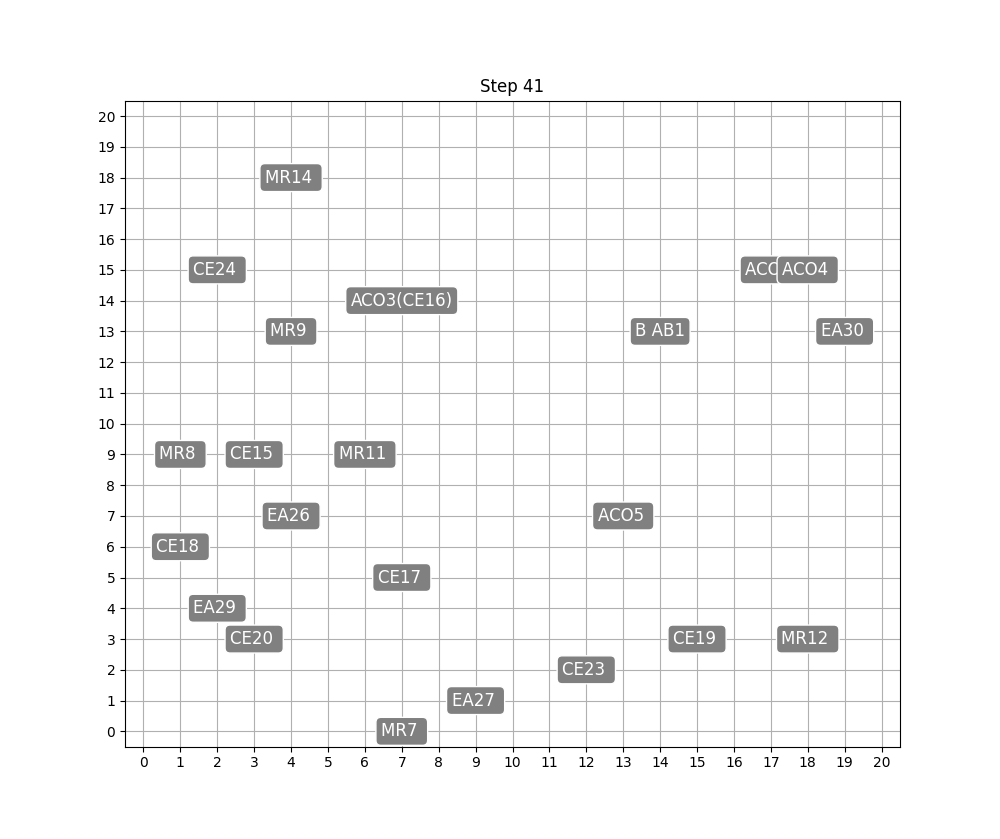 Step 41
20
19
18 MR14
17
16
15 CE24 ACO4
14 ACO3(CE16)
13 MR9 B AB1 EA30
12
11
10
9 MR8 CE15 MR11
8
7 EA26 ACO5
6 CE18
5 CE17
4 EA29
3 CE20 CE19 MR12
2 CE23
1 EA27
0 MR7
0 1 2 3 4 5 6 7 8 9 10 11 12 13 14 15 16 17 18 19 20